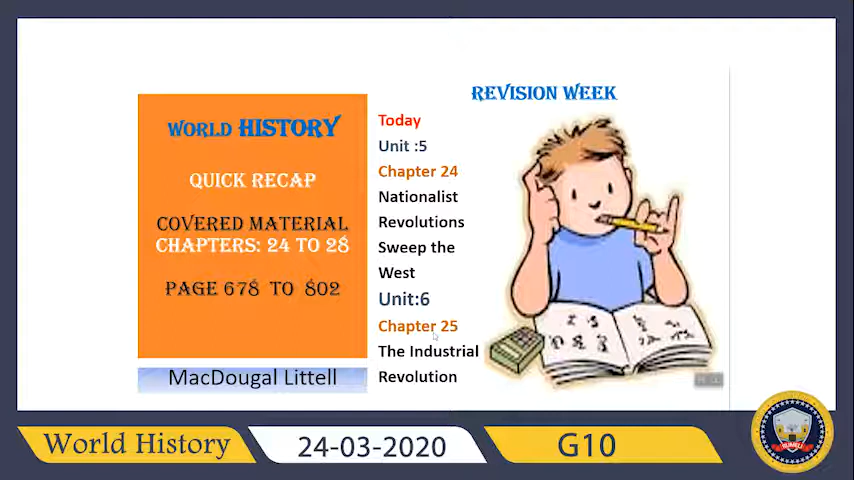 REVISION WEEK
WORLD HISTORY
QUICK RECAP
COVERED MATERIAL
CHAPTERS: 24 TO 28
PAGE 678 TO 802
MacDougal Littell
Today
Unit :5
Chapter 24
Nationalist
Revolutions
Sweep the
West
Unit:6
Chapter 25
The Industrial
Revolution
World History
24-03-2020
G10